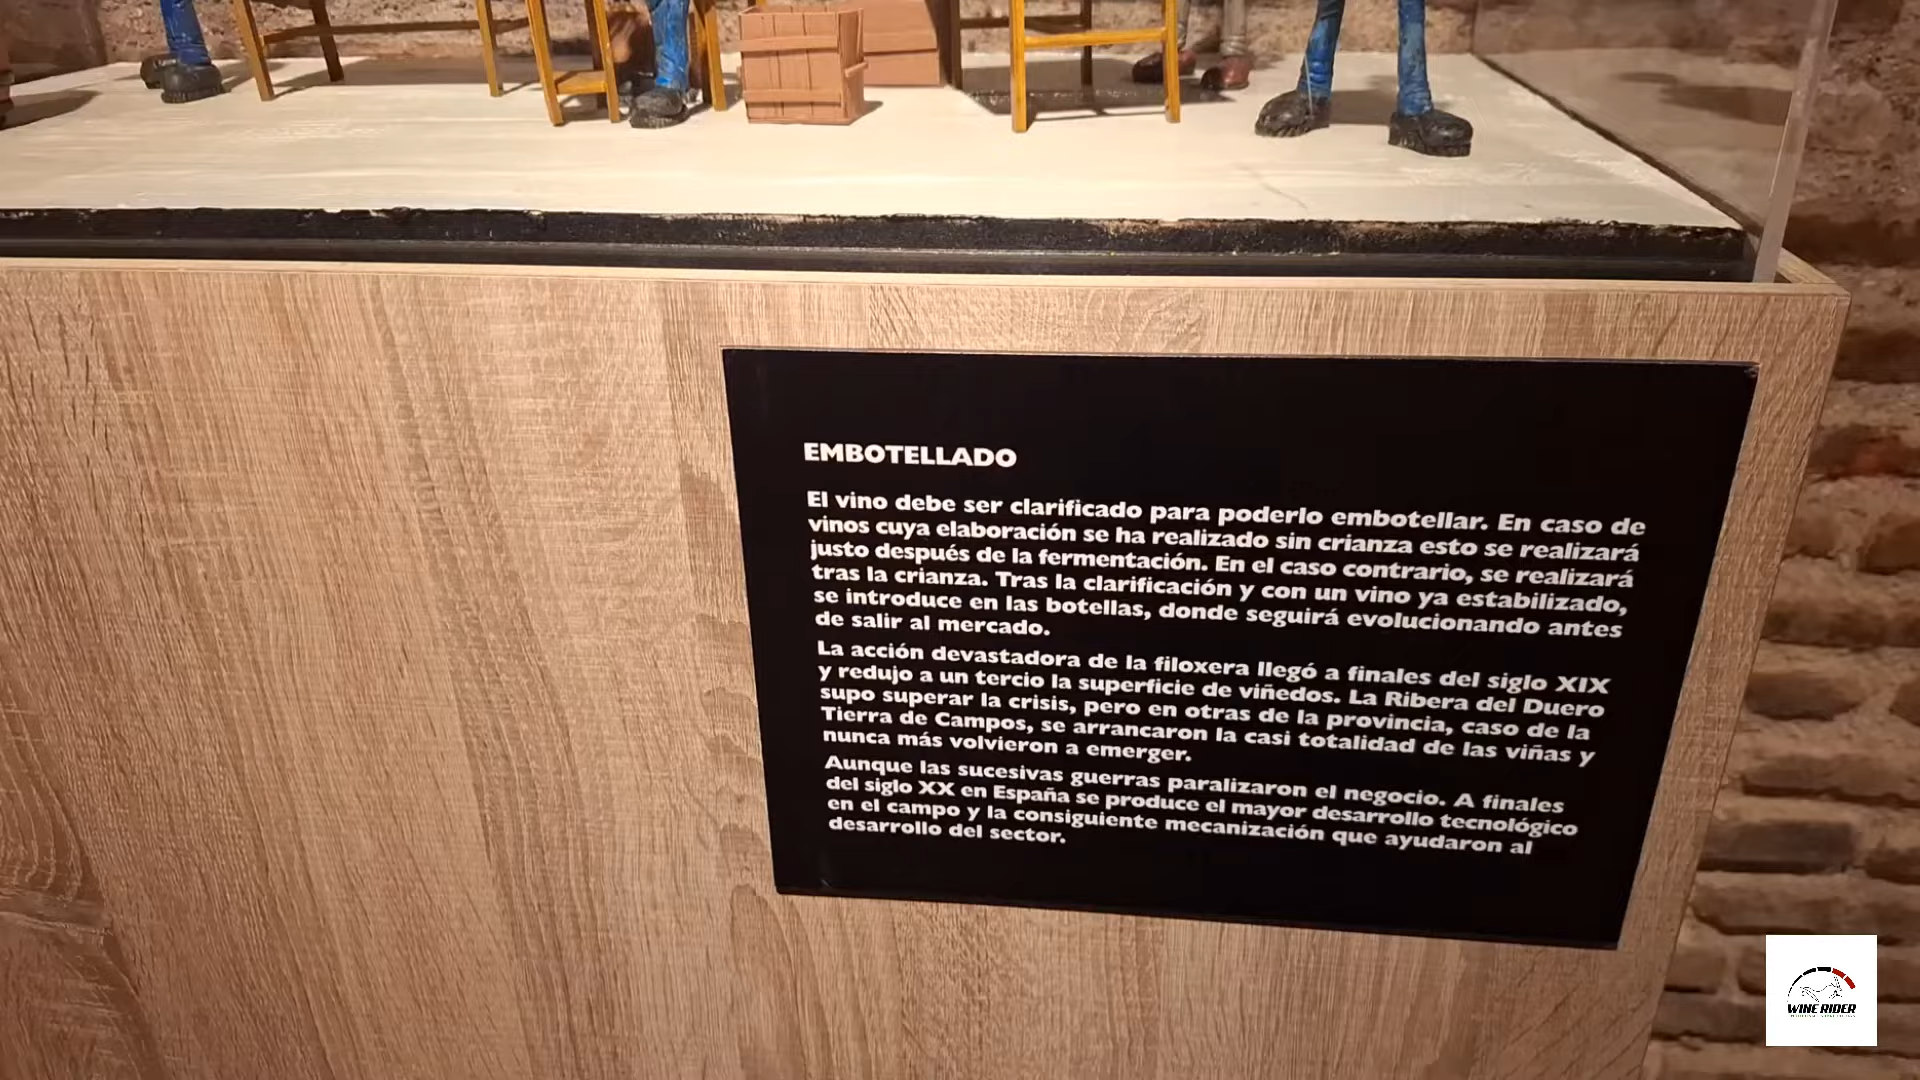 EMBOTELLADO
El vino debe ser clarificado para poderlo embotellar. En caso de
vinos cuya elaboración se ha realizado sin crianza esto se realizará
justo después de la fermentación. En el caso contrario, se realizará
tras la crianza. Tras la clarificación y con un vino ya estabilizado,
se introduce en las botellas, donde seguirá evolucionando antes
de salir al mercado.
La acción devastadora de la filoxera llegó a finales del siglo XIX
y redujo a un tercio la superficie de viñedos. La Ribera del Duero
supo superar la crisis, pero en otras de la provincia, caso de la
Tierra de Campos, se arrancaron la casi totalidad de las viñas y
nunca más volvieron a emerger.
Aunque las sucesivas guerras paralizaron el negocio. A finales
del siglo XX en España se produce el mayor desarrollo tecnológico
en el campo y la consiguiente mecanización que ayudaron al
desarrollo del sector.
WINE RIDER